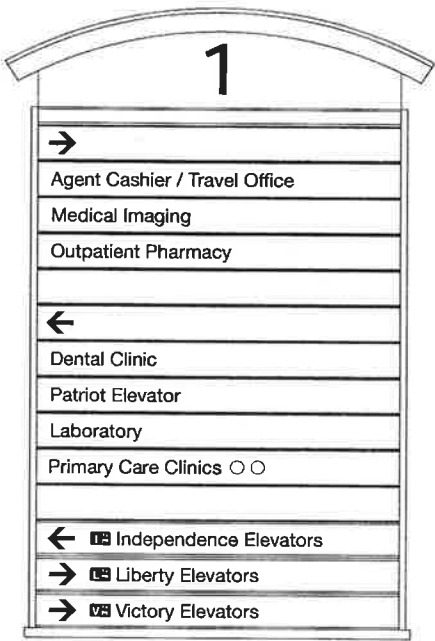 1
→
Agent Cashier / Travel Office
Medical Imaging
Outpatient Pharmacy
←
Dental Clinic
Patriot Elevator
Laboratory
Primary Care Clinics ○ ○
← Independence Elevators
→ Liberty Elevators
→ Victory Elevators